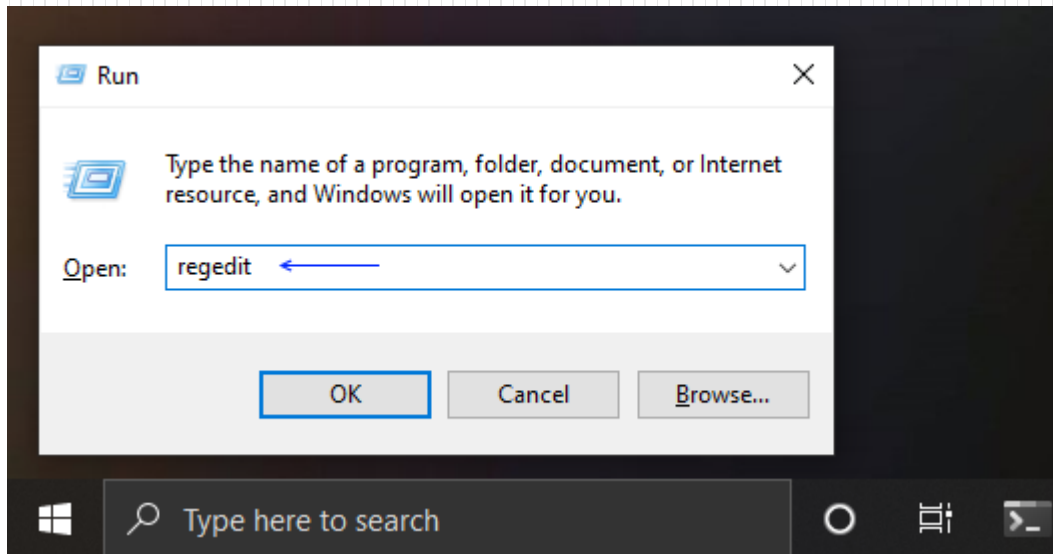 Run
Type the name of a program, folder, document, or Internet
resource, and Windows will open it for you.
Open: regedit
OK Cancel Browse...
Type here to search